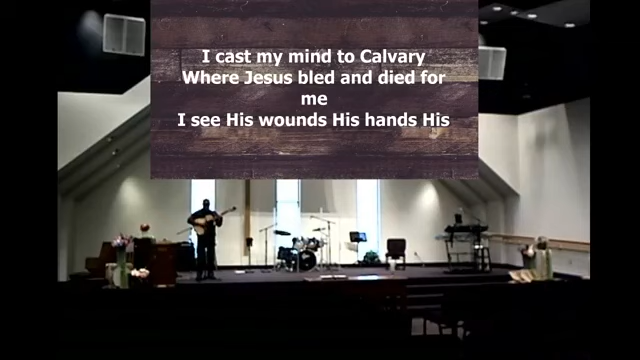 I cast my mind to Calvary
Where Jesus bled and died for
me
I see His wounds His hands His